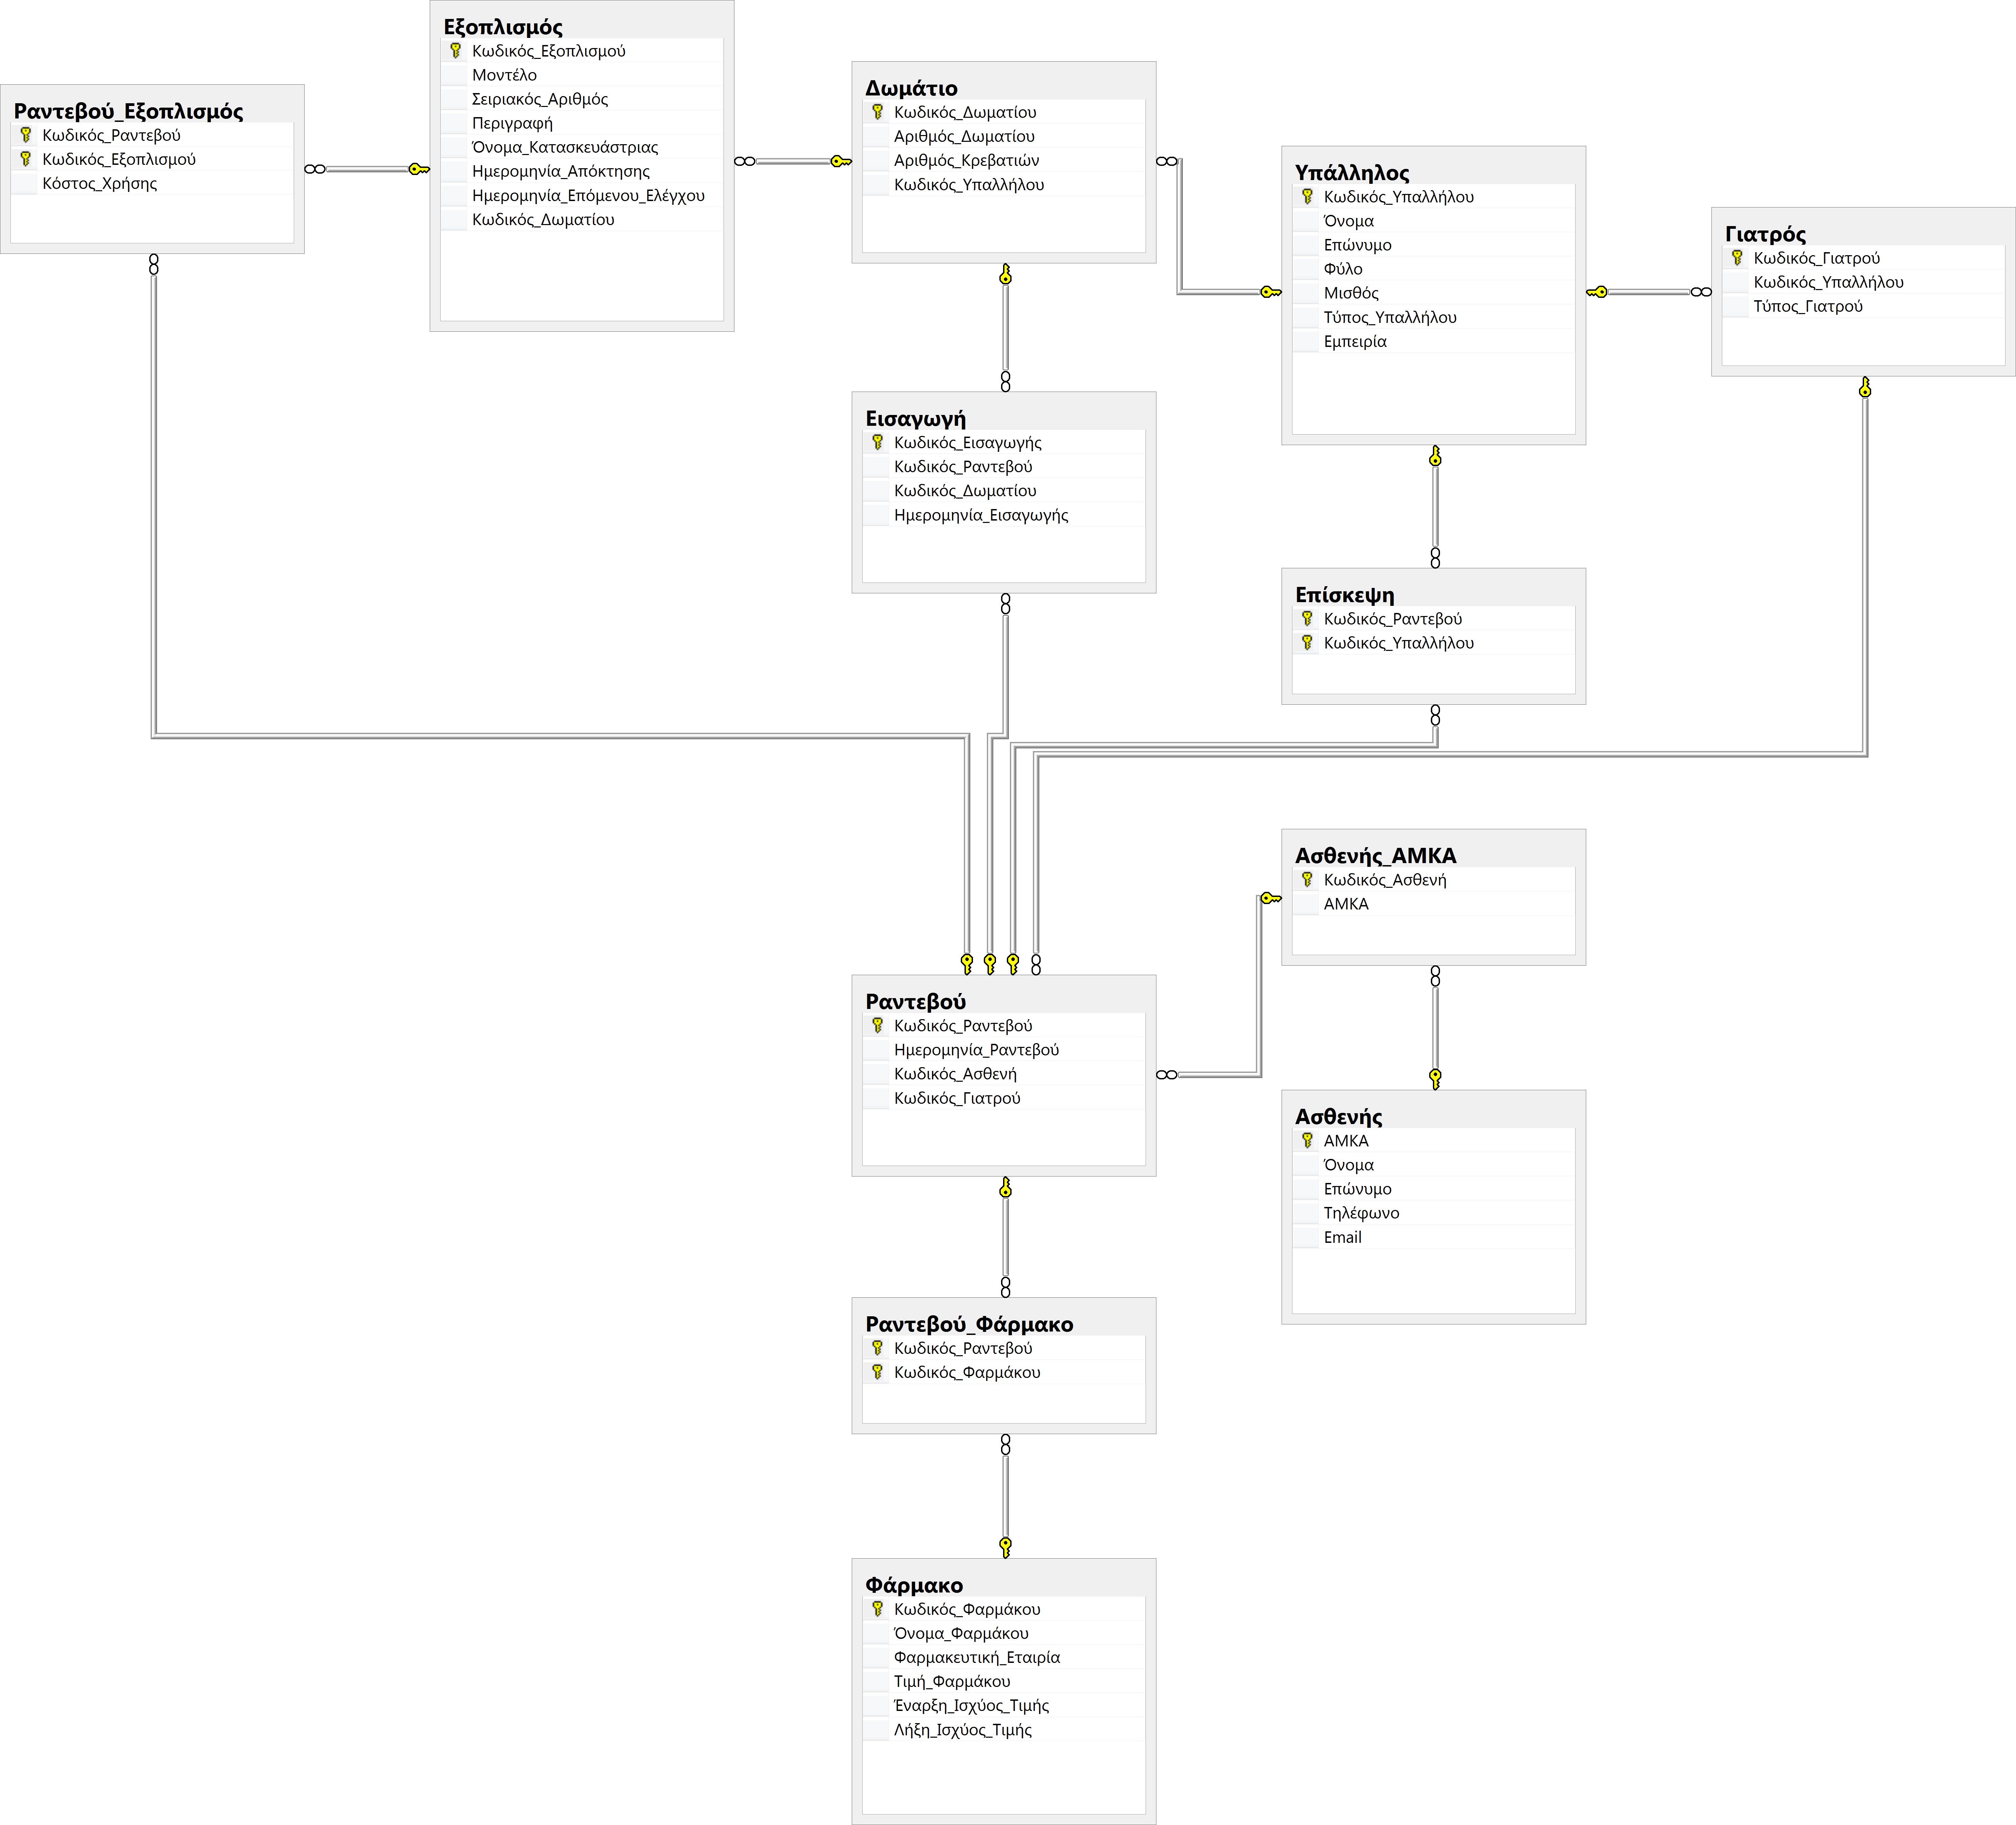 Εξοπλισμός
Κωδικός_Εξοπλισμού
Μοντέλο
Σειριακός_Αριθμός
Περιγραφή
Όνομα_Κατασκευάστριας
Ημερομηνία_Απόκτησης
Ημερομηνία_Επόμενου_Ελέγχου
Κωδικός_Δωματίου
Ραντεβού_Εξοπλισμός
Κωδικός_Ραντεβού
Κωδικός_Εξοπλισμού
Κόστος_Χρήσης
Δωμάτιο
Κωδικός_Δωματίου
Αριθμός_Δωματίου
Αριθμός_Κρεβατιών
Κωδικός_Υπαλλήλου
Υπάλληλος
Κωδικός_Υπαλλήλου
Όνομα
Επώνυμο
Φύλο
Μισθός
Τύπος_Υπαλλήλου
Εμπειρία
Γιατρός
Κωδικός_Γιατρού
Κωδικός_Υπαλλήλου
Τύπος_Γιατρού
Εισαγωγή
Κωδικός_Εισαγωγής
Κωδικός_Ραντεβού
Κωδικός_Δωματίου
Ημερομηνία_Εισαγωγής
Επίσκεψη
Κωδικός_Ραντεβού
Κωδικός_Υπαλλήλου
Ασθενής_ΑΜΚΑ
Κωδικός_Ασθενή
ΑΜΚΑ
Ραντεβού
Κωδικός_Ραντεβού
Ημερομηνία_Ραντεβού
Κωδικός_Ασθενή
Κωδικός_Γιατρού
Ασθενής
ΑΜΚΑ
Όνομα
Επώνυμο
Τηλέφωνο
Email
Ραντεβού_Φάρμακο
Κωδικός_Ραντεβού
Κωδικός_Φαρμάκου
Φάρμακο
Κωδικός_Φαρμάκου
Όνομα_Φαρμάκου
Φαρμακευτική_Εταιρία
Τιμή_Φαρμάκου
Έναρξη_Ισχύος_Τιμής
Λήξη_Ισχύος_Τιμής